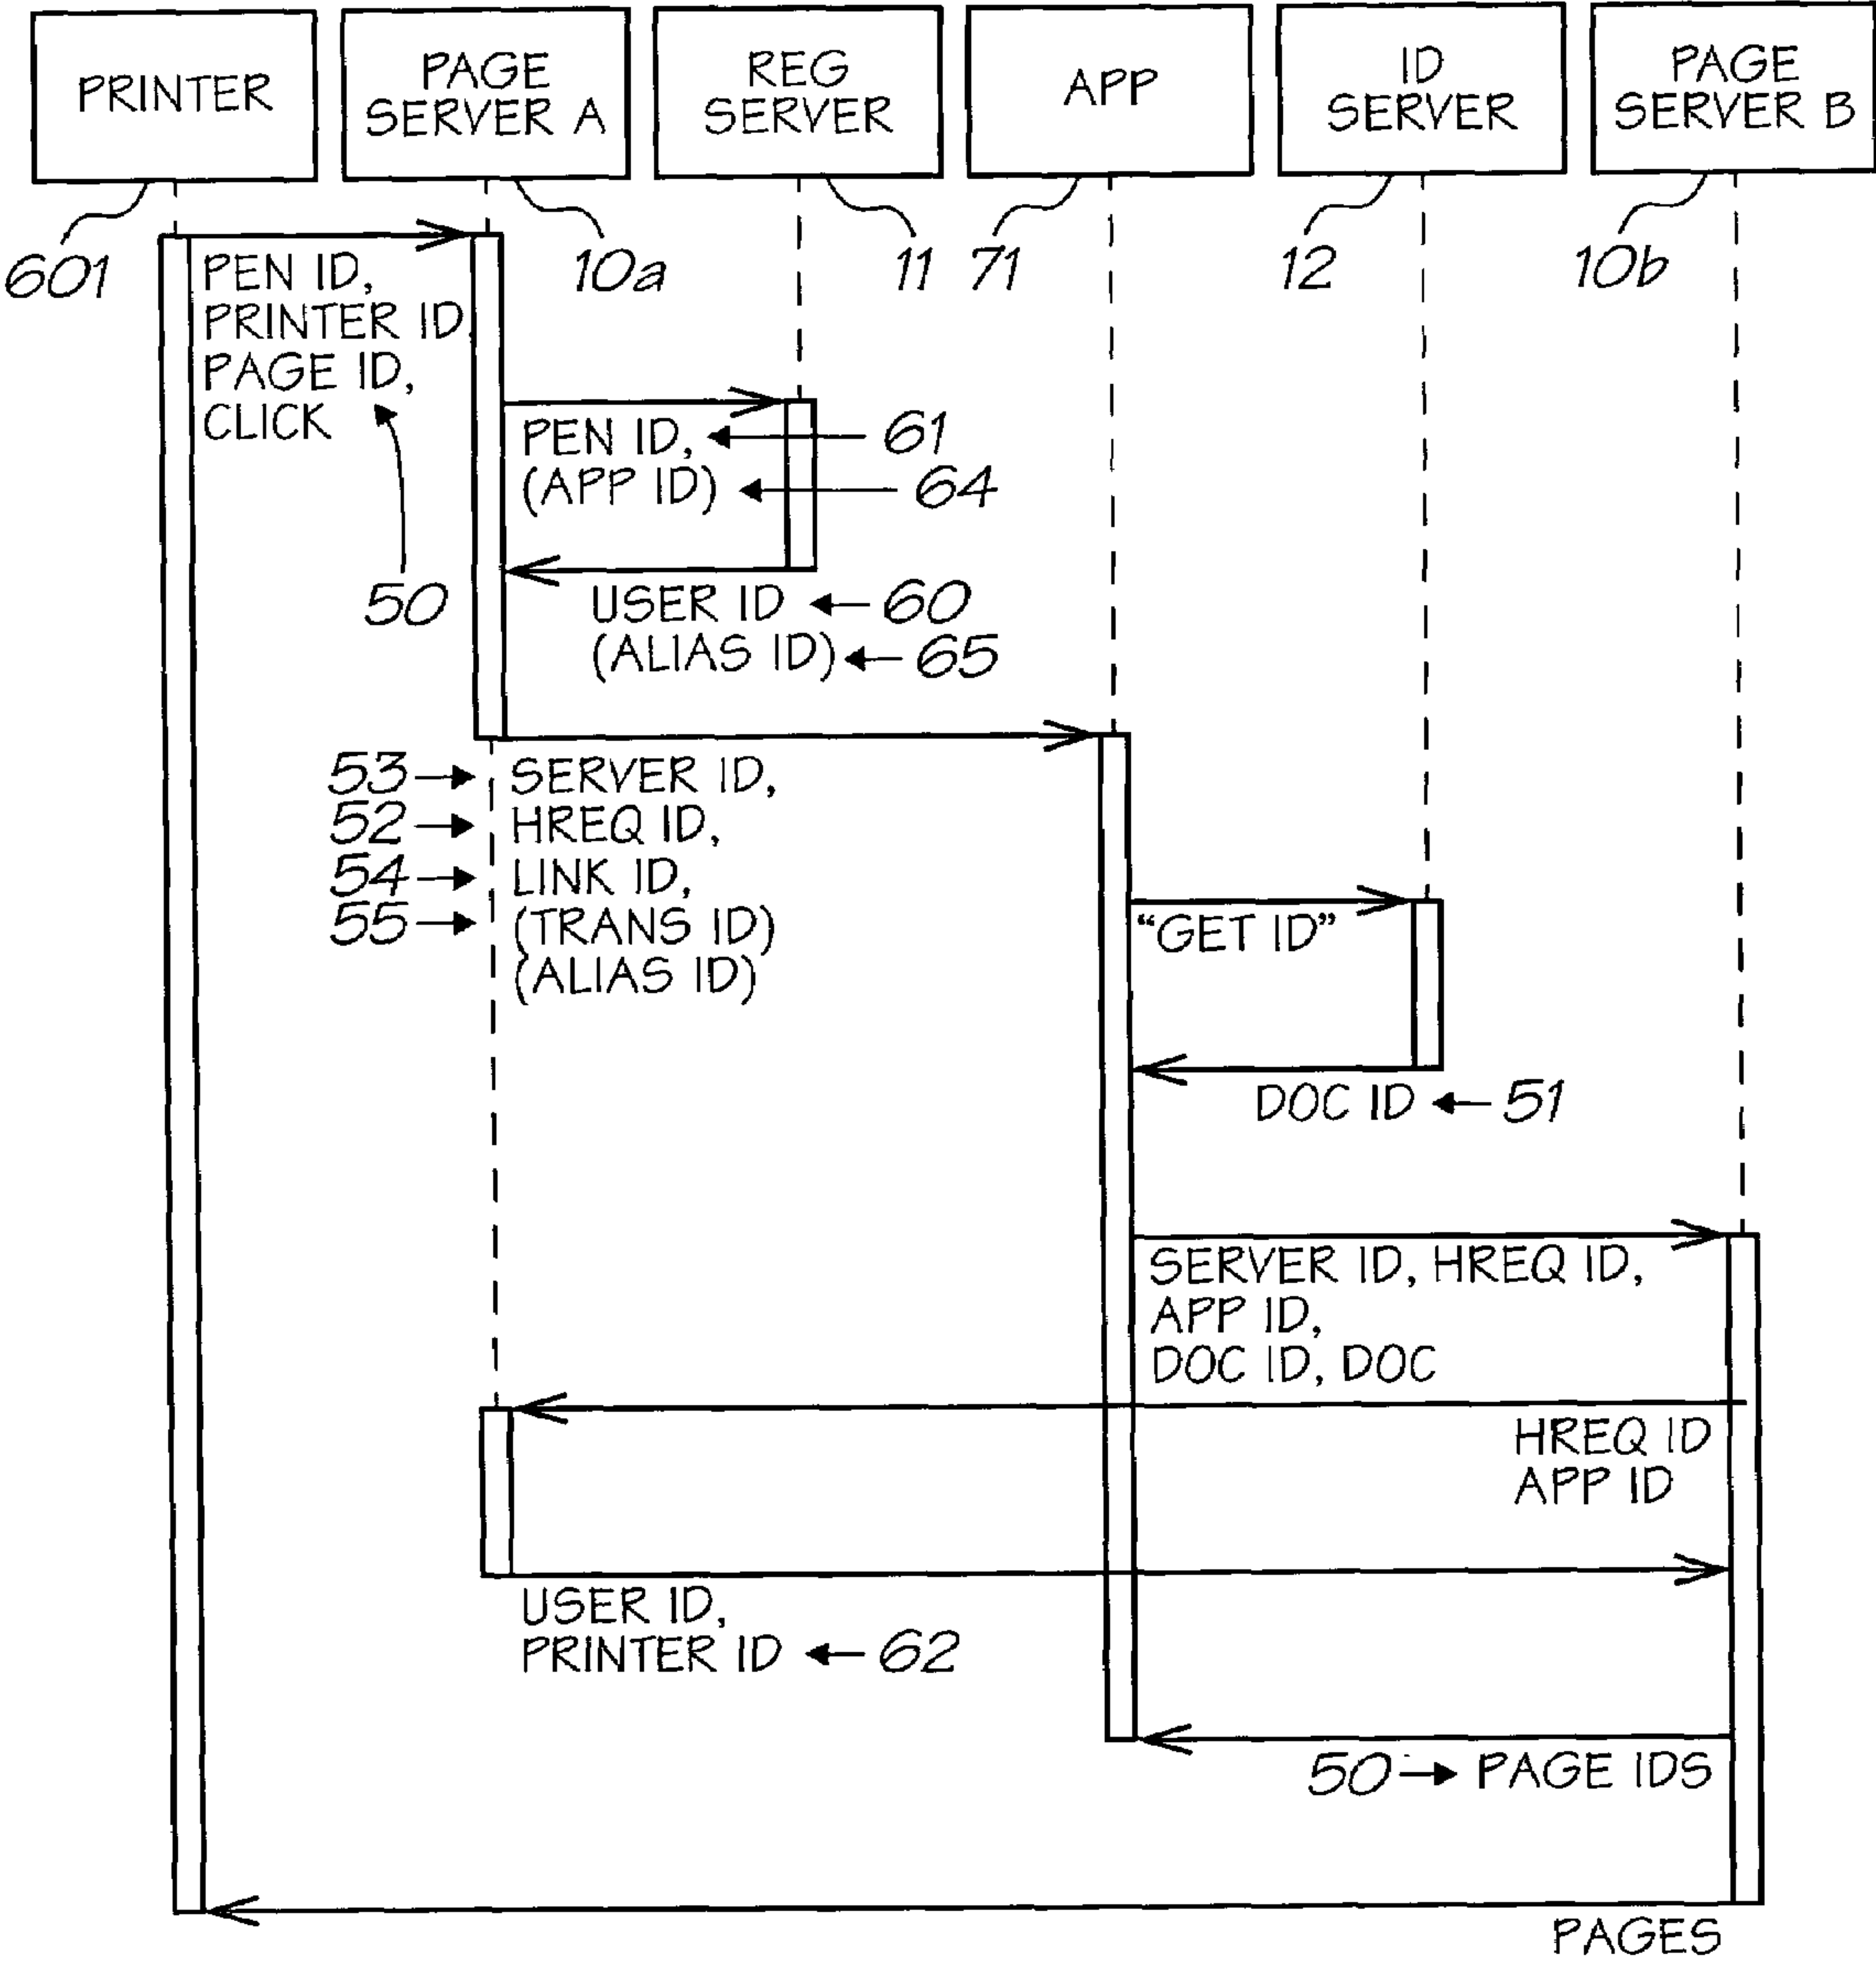 PRINTER
PAGE
SERVER A
REG
SERVER
APP
ID
SERVER
PAGE
SERVER B
601
10a
11
71
12
10b
PEN ID,
PRINTER ID
PAGE ID,
CLICK
50
PEN ID,
61
(APP ID)
64
USER ID
60
(ALIAS ID)
65
53
SERVER ID,
52
HREQ ID,
54
LINK ID,
55
(TRANS ID)
(ALIAS ID)
“GET ID”
DOC ID
51
SERVER ID, HREQ ID,
APP ID,
DOC ID, DOC
HREQ ID
APP ID
USER ID,
PRINTER ID
62
50
PAGE IDS
PAGES